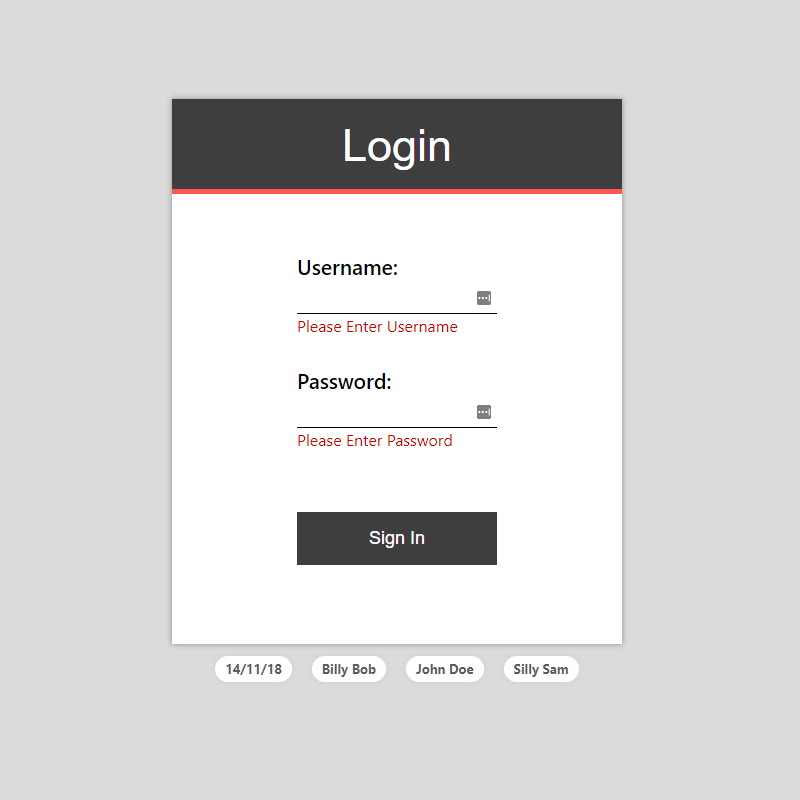 Login
Username:
Please Enter Username
Password:
Please Enter Password
Sign In
14/11/18 Billy Bob John Doe Silly Sam